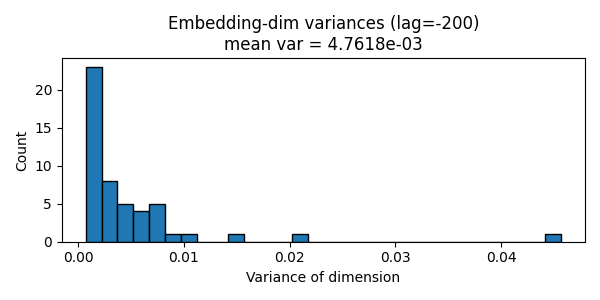 Embedding-dim variances (lag=-200)
mean var = 4.7618e-03
Count
20
15
10
5
0
0.00 0.01 0.02 0.03 0.04
Variance of dimension